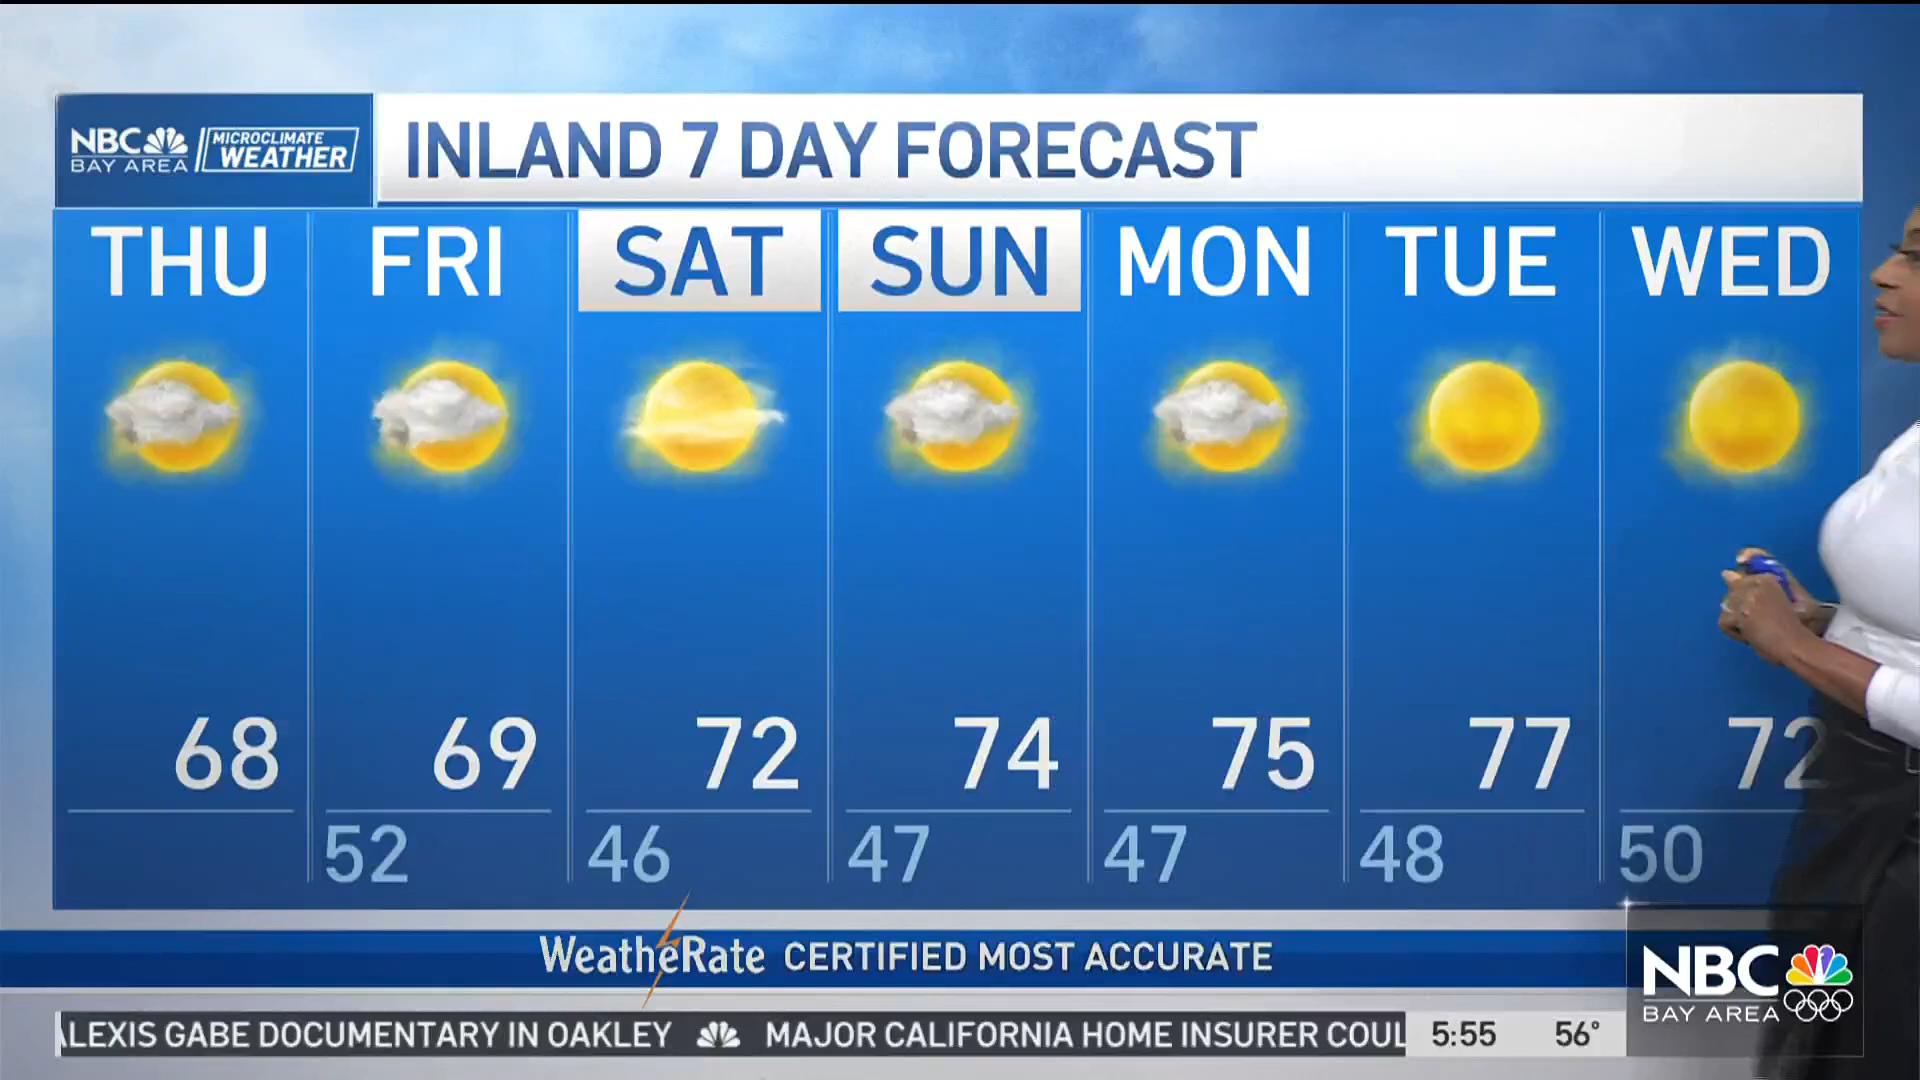 NBC BAY AREA
MICROCLIMATE WEATHER
INLAND 7 DAY FORECAST
THU FRI SAT SUN MON TUE WED
68 69 72 74 75 77 72
52 46 47 47 48 50
WeatheRate CERTIFIED MOST ACCURATE
NBC
BAY AREA
LEXIS GABE DOCUMENTARY IN OAKLEY MAJOR CALIFORNIA HOME INSURER COUL 5:55 56°